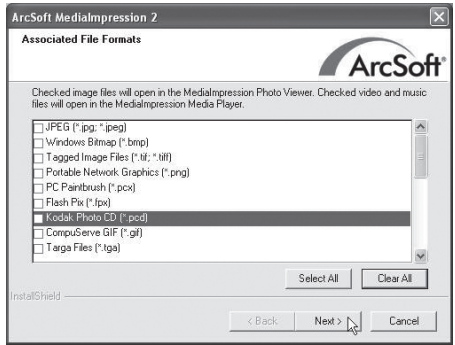 ArcSoft MediaImpression 2
Associated File Formats
ArcSoft®
Checked image files will open in the MediaImpression Photo Viewer. Checked video and music
files will open in the MediaImpression Media Player.
JPEG (*.jpg; *.jpeg)
Windows Bitmap (*.bmp)
Tagged Image Files (*.tif; *.tiff)
Portable Network Graphics (*.png)
PC Paintbrush (*.pcx)
Flash Pix (*.fpx)
Kodak Photo CD (*.pcd)
CompuServe GIF (*.gif)
Targa Files (*.tga)
Select All
Clear All
InstallShield
< Back
Next >
Cancel